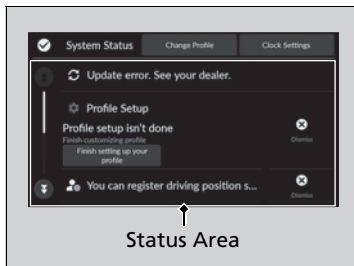 System Status
Change Profile
Clock Settings
Update error. See your dealer.
Profile Setup
Profile setup isn't done
Finish customizing profile
Finish setting up your
profile
Dismiss
You can register driving position s...
Dismiss
Status Area